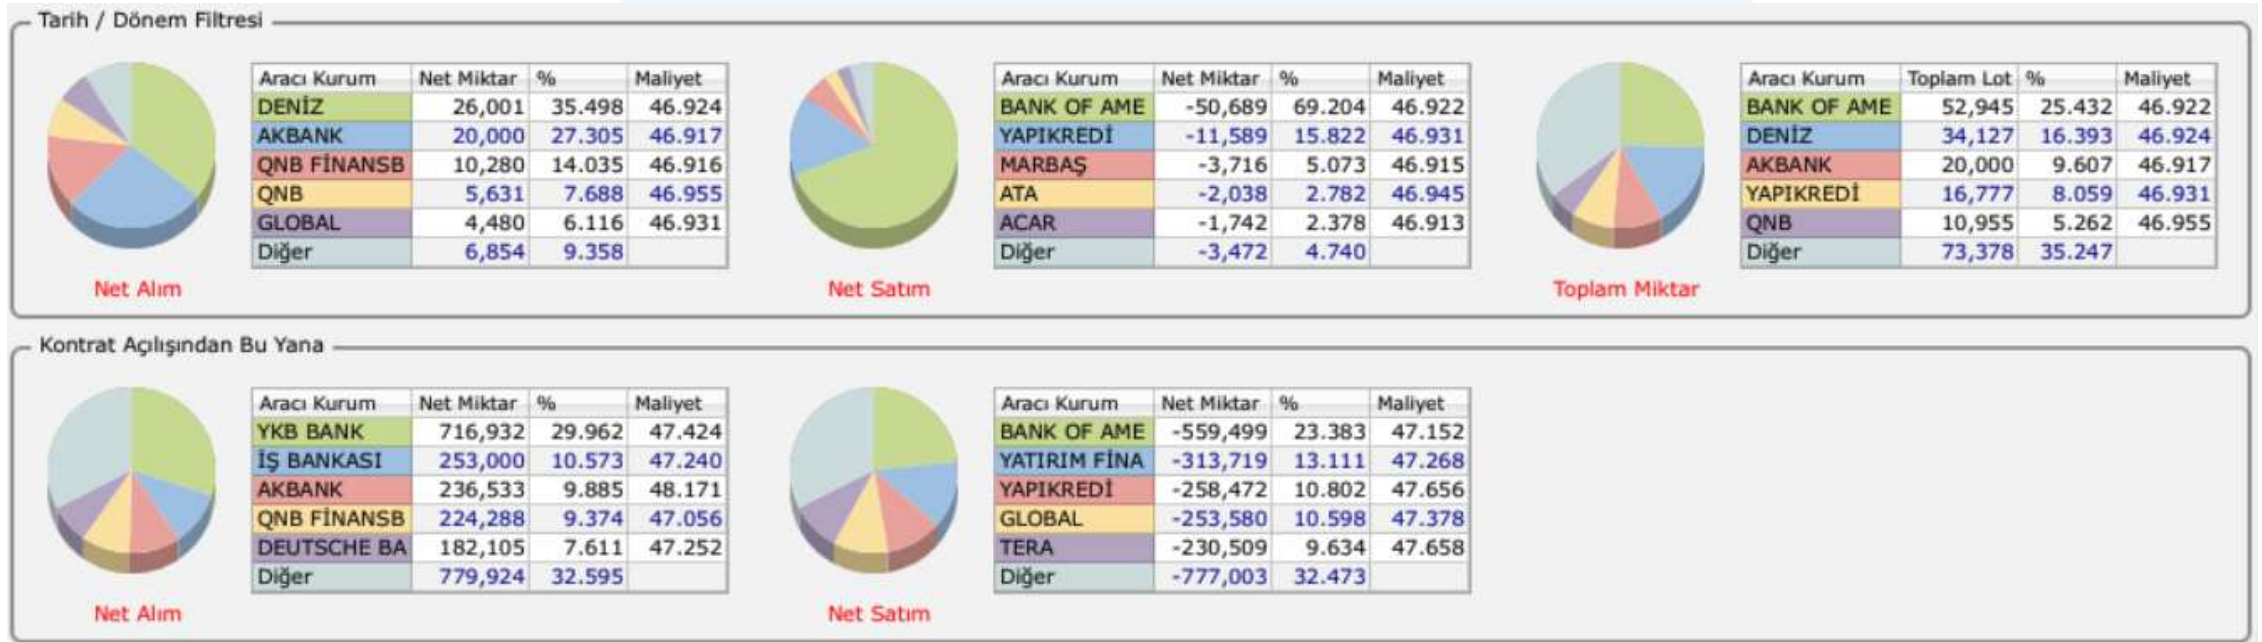 Tarih / Dönem Filtresi
Aracı Kurum Net Miktar % Maliyet
DENİZ 26,001 35.498 46.924
AKBANK 20,000 27.305 46.917
QNB FİNANSB 10,280 14.035 46.916
QNB 5,631 7.688 46.955
GLOBAL 4,480 6.116 46.931
Diğer 6,854 9.358
Net Alım
Aracı Kurum Net Miktar % Maliyet
BANK OF AME -50,689 69.204 46.922
YAPIKREDİ -11,589 15.822 46.931
MARBAŞ -3,716 5.073 46.915
ATA -2,038 2.782 46.945
ACAR -1,742 2.378 46.913
Diğer -3,472 4.740
Net Satım
Aracı Kurum Toplam Lot % Maliyet
BANK OF AME 52,945 25.432 46.922
DENİZ 34,127 16.393 46.924
AKBANK 20,000 9.607 46.917
YAPIKREDİ 16,777 8.059 46.931
QNB 10,955 5.262 46.955
Diğer 73,378 35.247
Toplam Miktar
Kontrat Açılışından Bu Yana
Aracı Kurum Net Miktar % Maliyet
YKB BANK 716,932 29.962 47.424
İŞ BANKASI 253,000 10.573 47.240
AKBANK 236,533 9.885 48.171
QNB FİNANSB 224,288 9.374 47.056
DEUTSCHE BA 182,105 7.611 47.252
Diğer 779,924 32.595
Net Alım
Aracı Kurum Net Miktar % Maliyet
BANK OF AME -559,499 23.383 47.152
YATIRIM FİNA -313,719 13.111 47.268
YAPIKREDİ -258,472 10.802 47.656
GLOBAL -253,580 10.598 47.378
TERA -230,509 9.634 47.658
Diğer -777,003 32.473
Net Satım